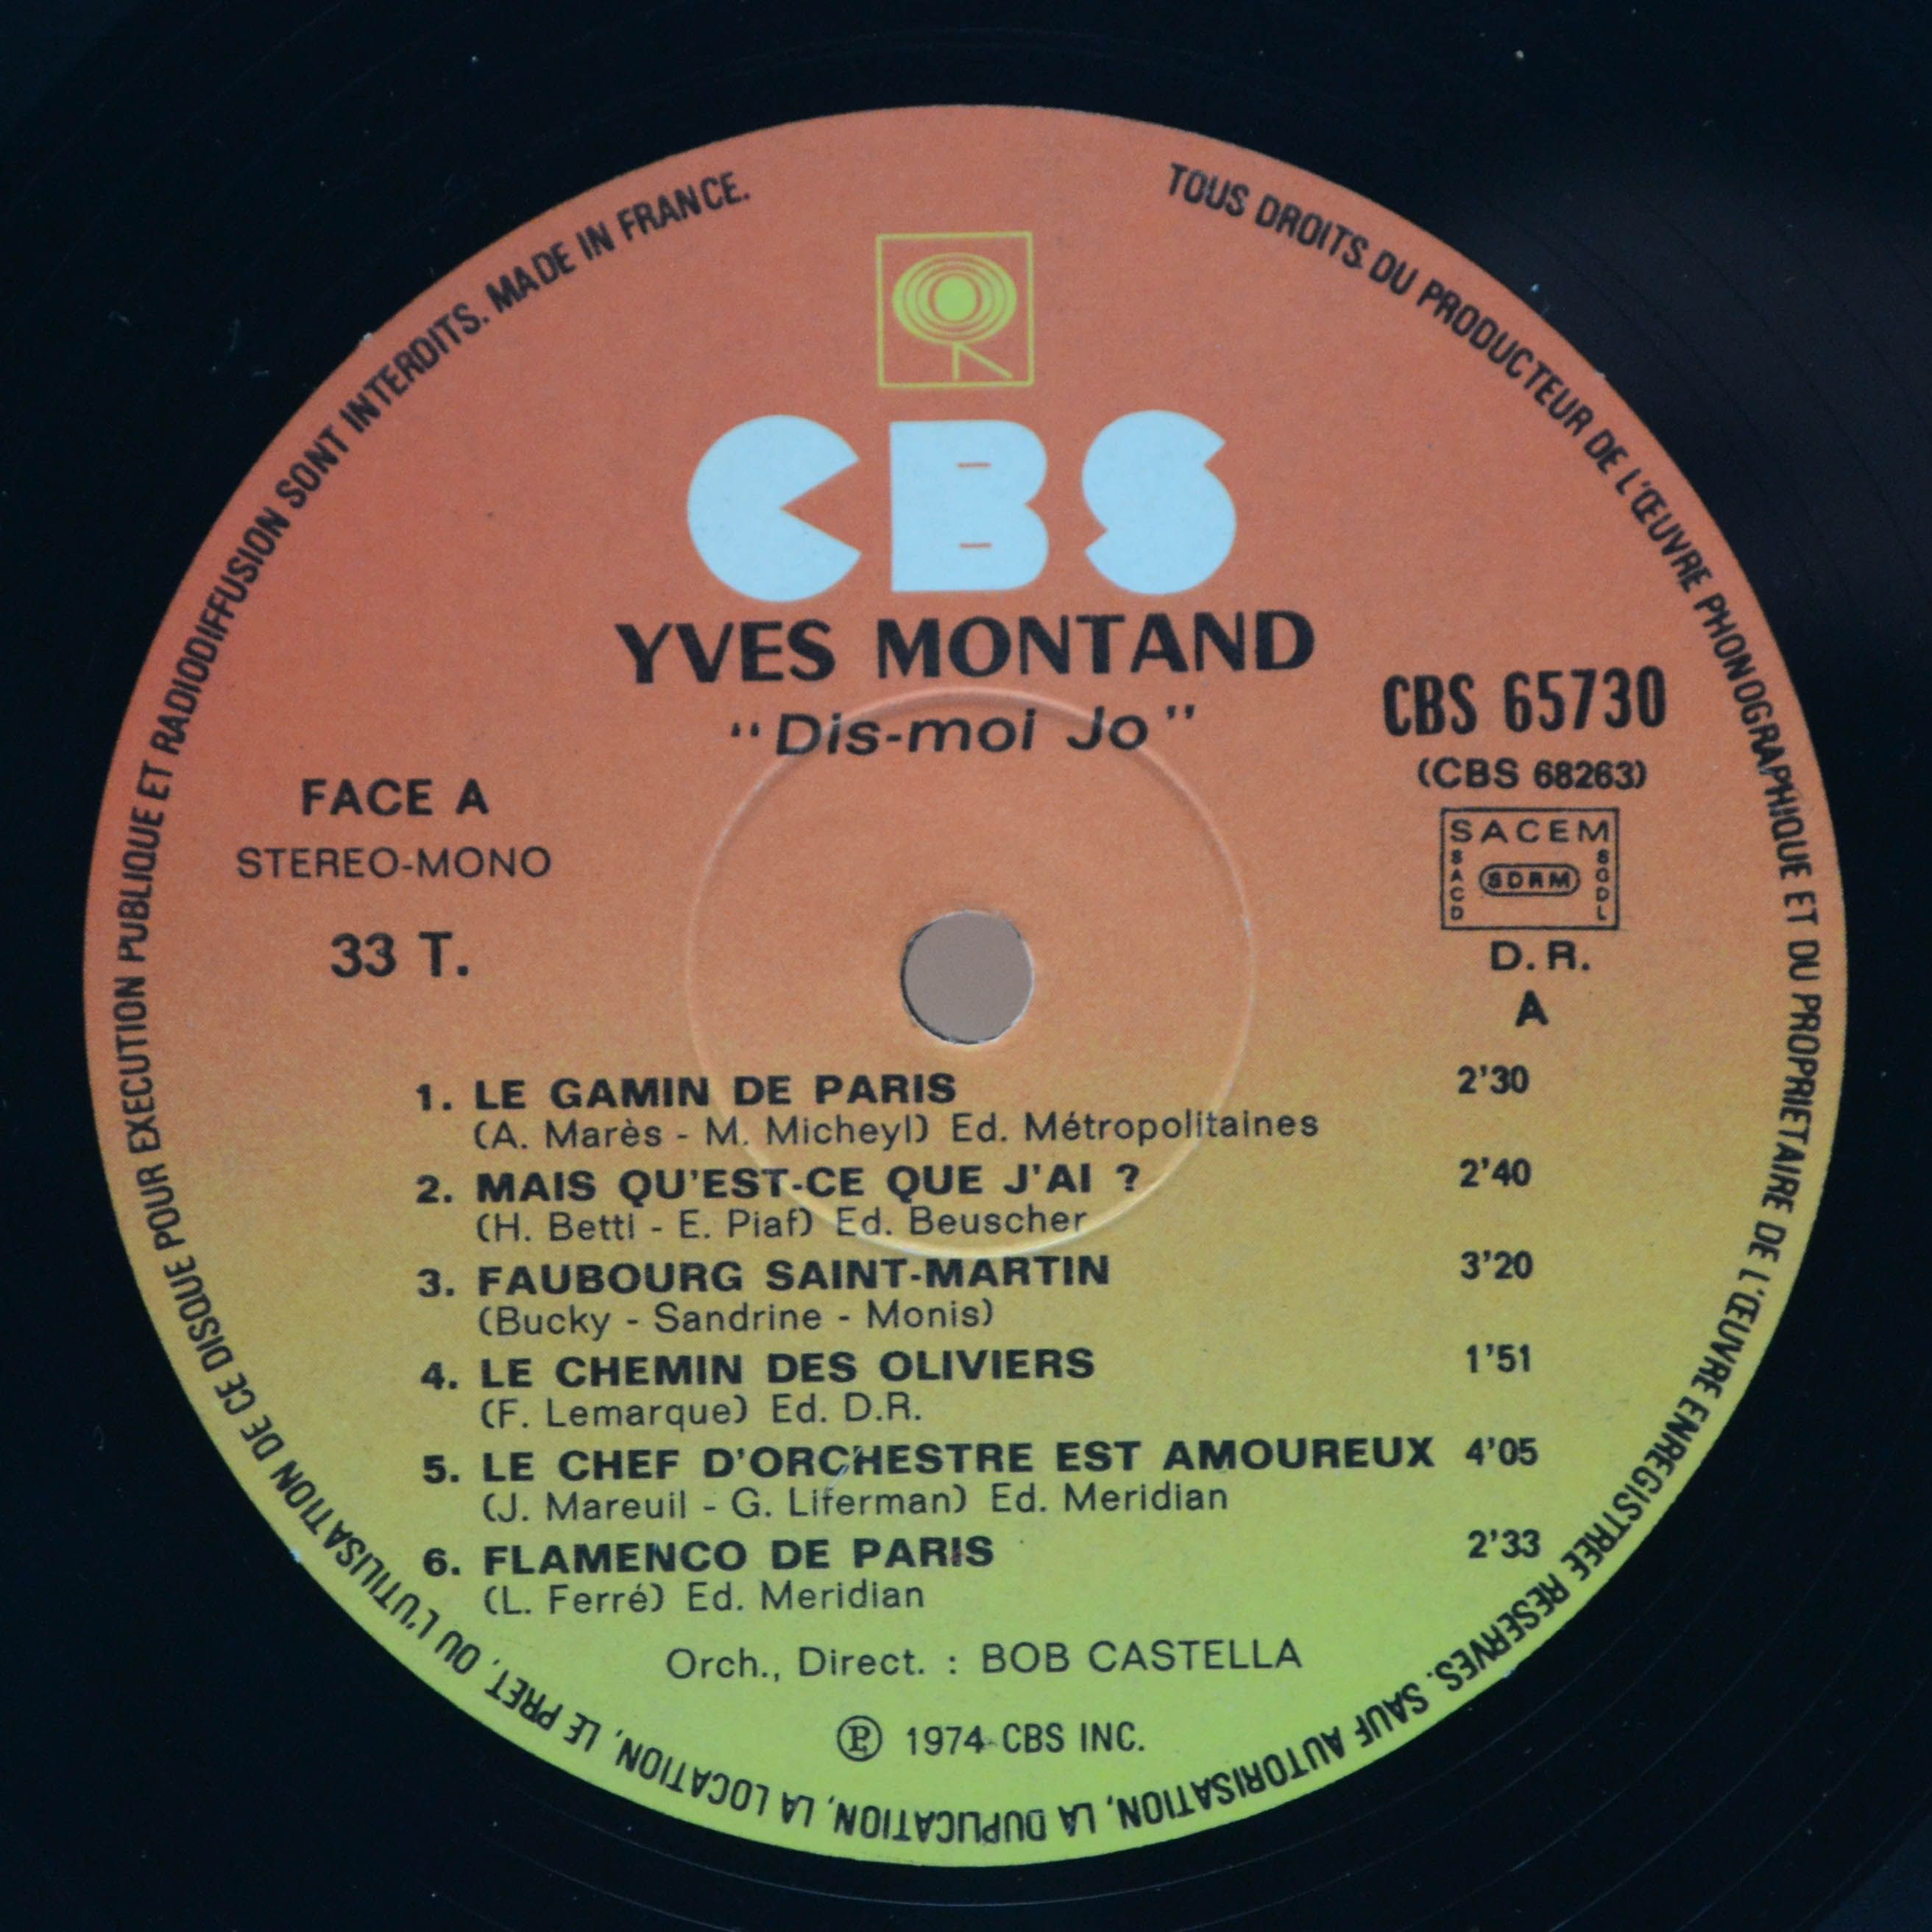 TOUS DROITS DU PRODUCTEUR DE L'ŒUVRE PHONOGRAPHIQUE ET DU PROPRIETAIRE DE L'ŒUVRE ENREGISTREE RESERVES. SAUF AUTORISATION, LA DUPLICATION, LA LOCATION, LE PRET, OU L'UTILISATION DE CE DISQUE POUR EXECUTION PUBLIQUE ET RADIODIFFUSION SONT INTERDITS. MADE IN FRANCE.
CBS
YVES MONTAND
"Dis-moi Jo"
CBS 65730
(CBS 68263)
FACE A
STEREO-MONO
33 T.
SACEM
SACD SDRM SGDL
D.R.
A
1. LE GAMIN DE PARIS 2'30
(A. Marès - M. Micheyl) Ed. Métropolitaines
2. MAIS QU'EST-CE QUE J'AI ? 2'40
(H. Betti - E. Piaf) Ed. Beuscher
3. FAUBOURG SAINT-MARTIN 3'20
(Bucky - Sandrine - Monis)
4. LE CHEMIN DES OLIVIERS 1'51
(F. Lemarque) Ed. D.R.
5. LE CHEF D'ORCHESTRE EST AMOUREUX 4'05
(J. Mareuil - G. Liferman) Ed. Meridian
6. FLAMENCO DE PARIS 2'33
(L. Ferré) Ed. Meridian
Orch., Direct. : BOB CASTELLA
℗ 1974 CBS INC.